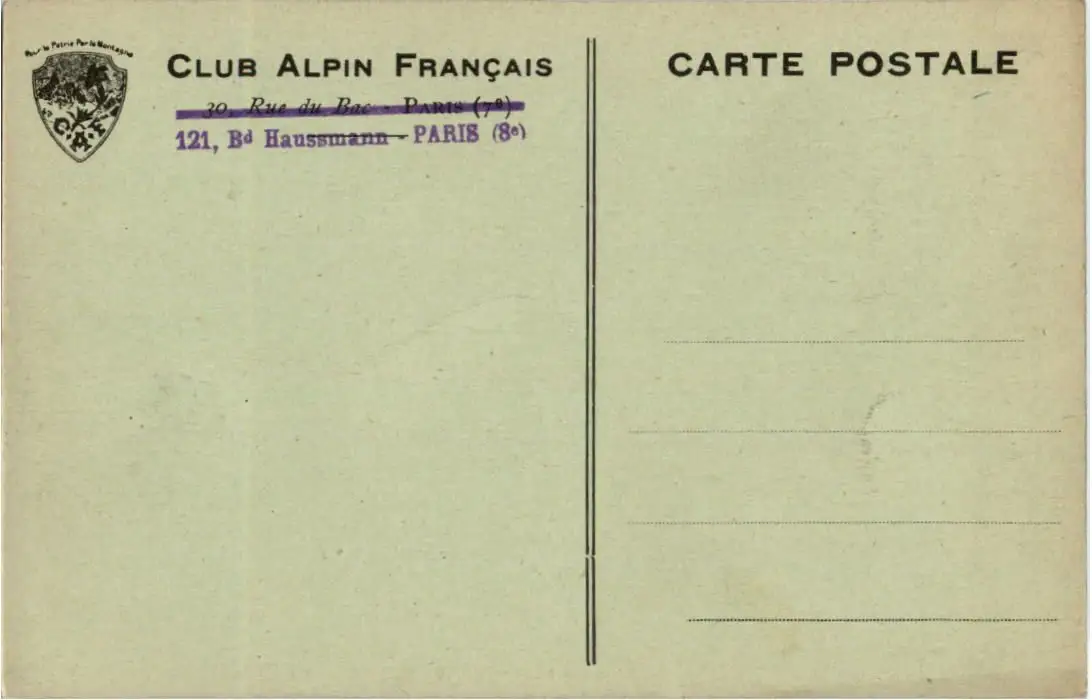 Pour la Patrie Par la Montagne
C.A.F
CLUB ALPIN FRANÇAIS
30, Rue du Bac - PARIS (7e)
121, Bd Haussmann - PARIS (8e)
CARTE POSTALE